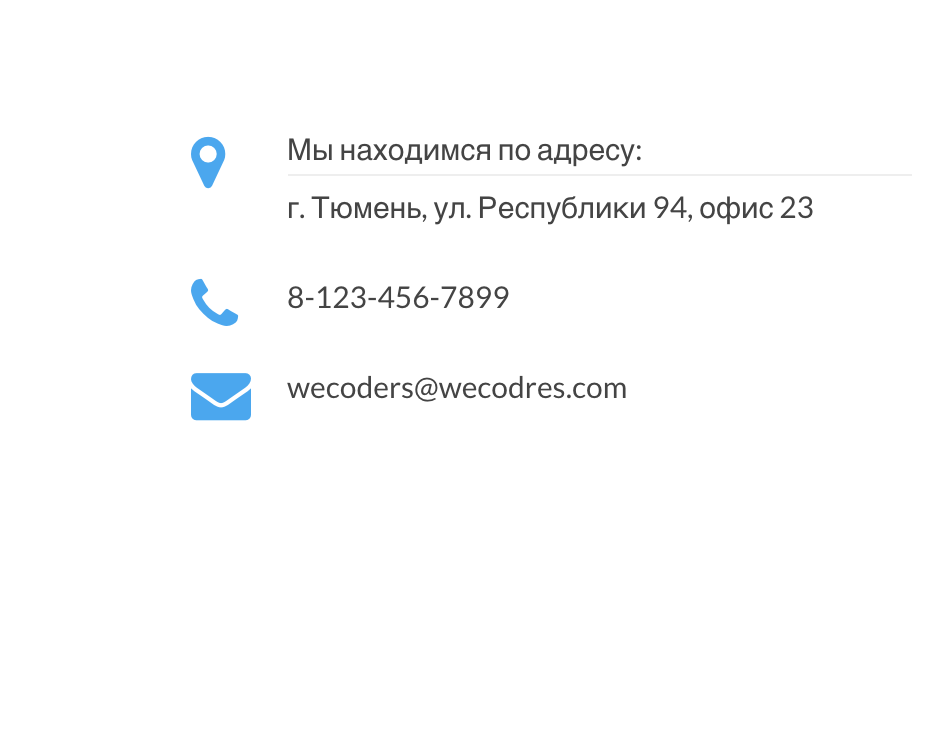 Мы находимся по адресу:
г. Тюмень, ул. Республики 94, офис 23
8-123-456-7899
wecoders@wecodres.com